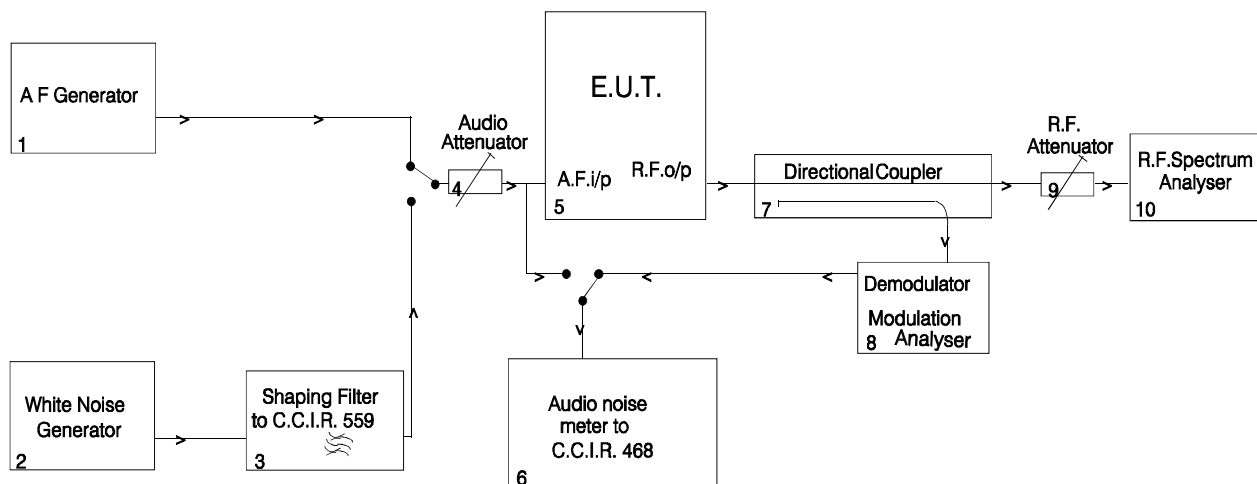 A F Generator
1
White Noise
Generator
2
Shaping Filter
to C.C.I.R. 559
3
Audio
Attenuator
4
E.U.T.
A.F.i/p
R.F.o/p
5
Audio noise
meter to
C.C.I.R. 468
6
Directional Coupler
7
Demodulator
Modulation
Analyser
8
R.F.
Attenuator
9
R.F.Spectrum
Analyser
10